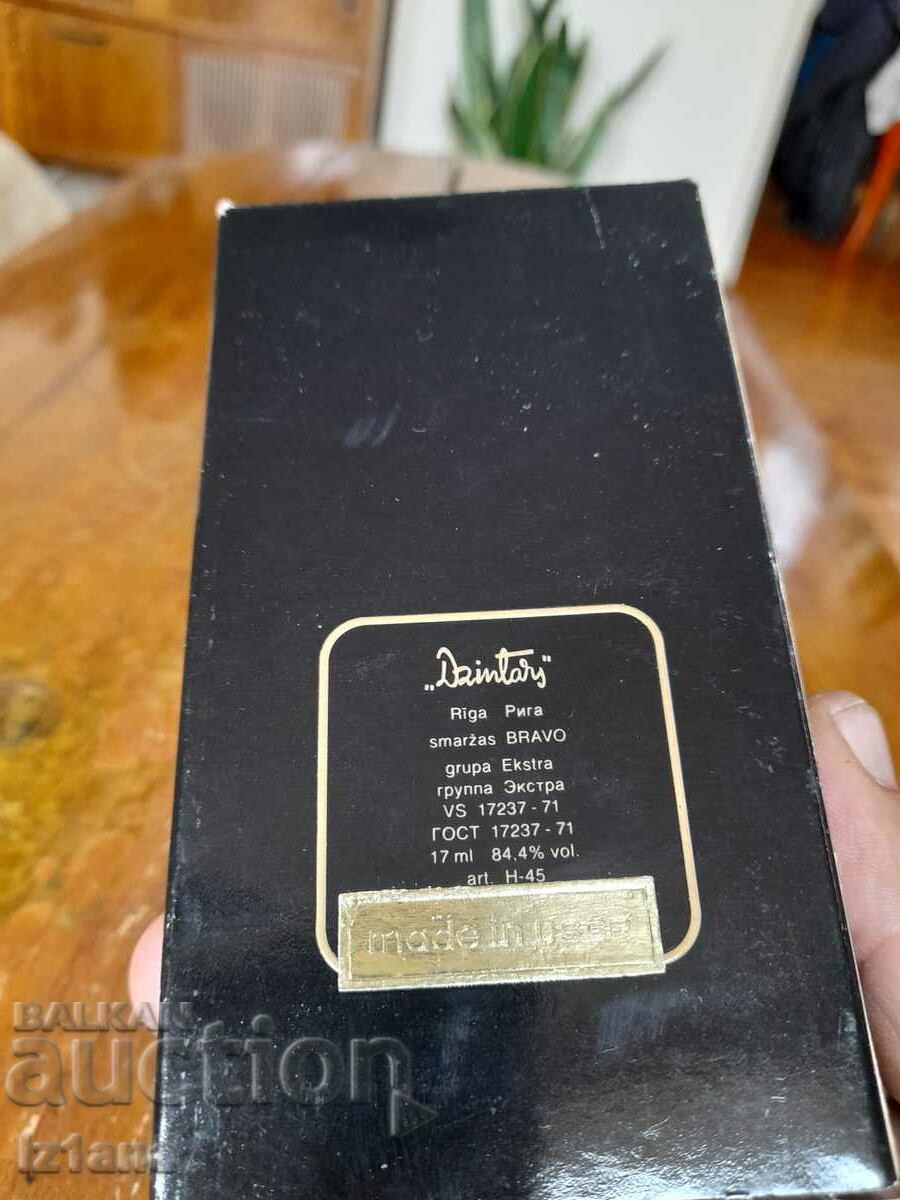 „Dzintars"
Rīga Рига
smaržas BRAVO
grupa Ekstra
группа Экстра
VS 17237 - 71
ГОСТ 17237 - 71
17 ml 84,4% vol.
art. H-45
made in ussr
BALKAN
auction
iz1ana